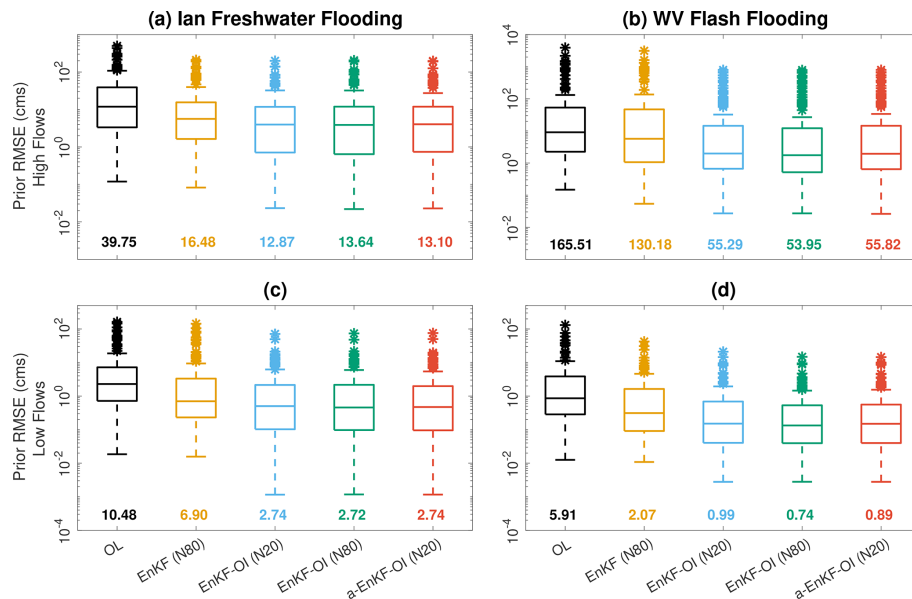 (a) Ian Freshwater Flooding
(b) WV Flash Flooding
Prior RMSE (cms)
High Flows
10^2
10^0
10^-2
39.75 16.48 12.87 13.64 13.10
10^4
10^2
10^0
10^-2
165.51 130.18 55.29 53.95 55.82
(c)
(d)
Prior RMSE (cms)
Low Flows
10^2
10^0
10^-2
10^-4
10.48 6.90 2.74 2.72 2.74
OL
EnKF (N80)
EnKF-OI (N20)
EnKF-OI (N80)
a-EnKF-OI (N20)
10^2
10^0
10^-2
10^-4
5.91 2.07 0.99 0.74 0.89
OL
EnKF (N80)
EnKF-OI (N20)
EnKF-OI (N80)
a-EnKF-OI (N20)